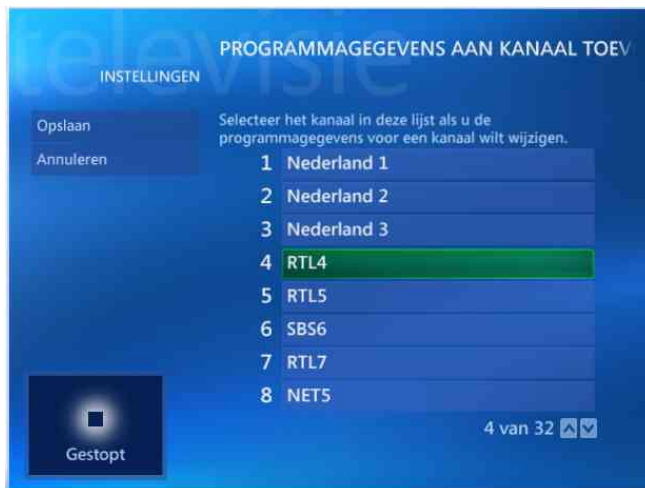 televisie
PROGRAMMAGEGEVENS AAN KANAAL TOEV
INSTELLINGEN
Opslaan
Annuleren
Selecteer het kanaal in deze lijst als u de
programmagegevens voor een kanaal wilt wijzigen.
1 Nederland 1
2 Nederland 2
3 Nederland 3
4 RTL4
5 RTL5
6 SBS6
7 RTL7
8 NET5
4 van 32
Gestopt